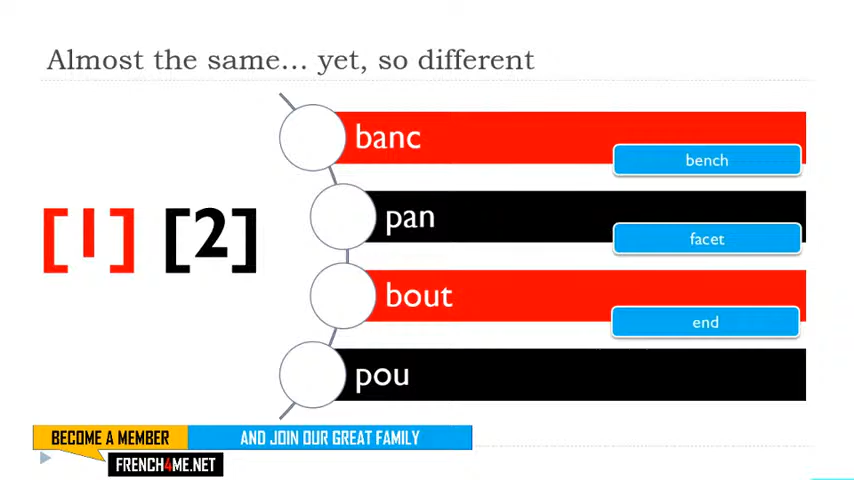 Almost the same... yet, so different
[1] [2]
banc
bench
pan
facet
bout
end
pou
BECOME A MEMBER
AND JOIN OUR GREAT FAMILY
FRENCH4ME.NET